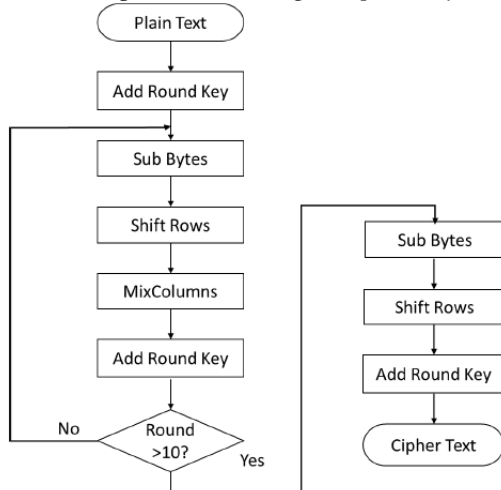 Plain Text
Add Round Key
Sub Bytes
Shift Rows
MixColumns
Add Round Key
No
Round
>10?
Yes
Sub Bytes
Shift Rows
Add Round Key
Cipher Text